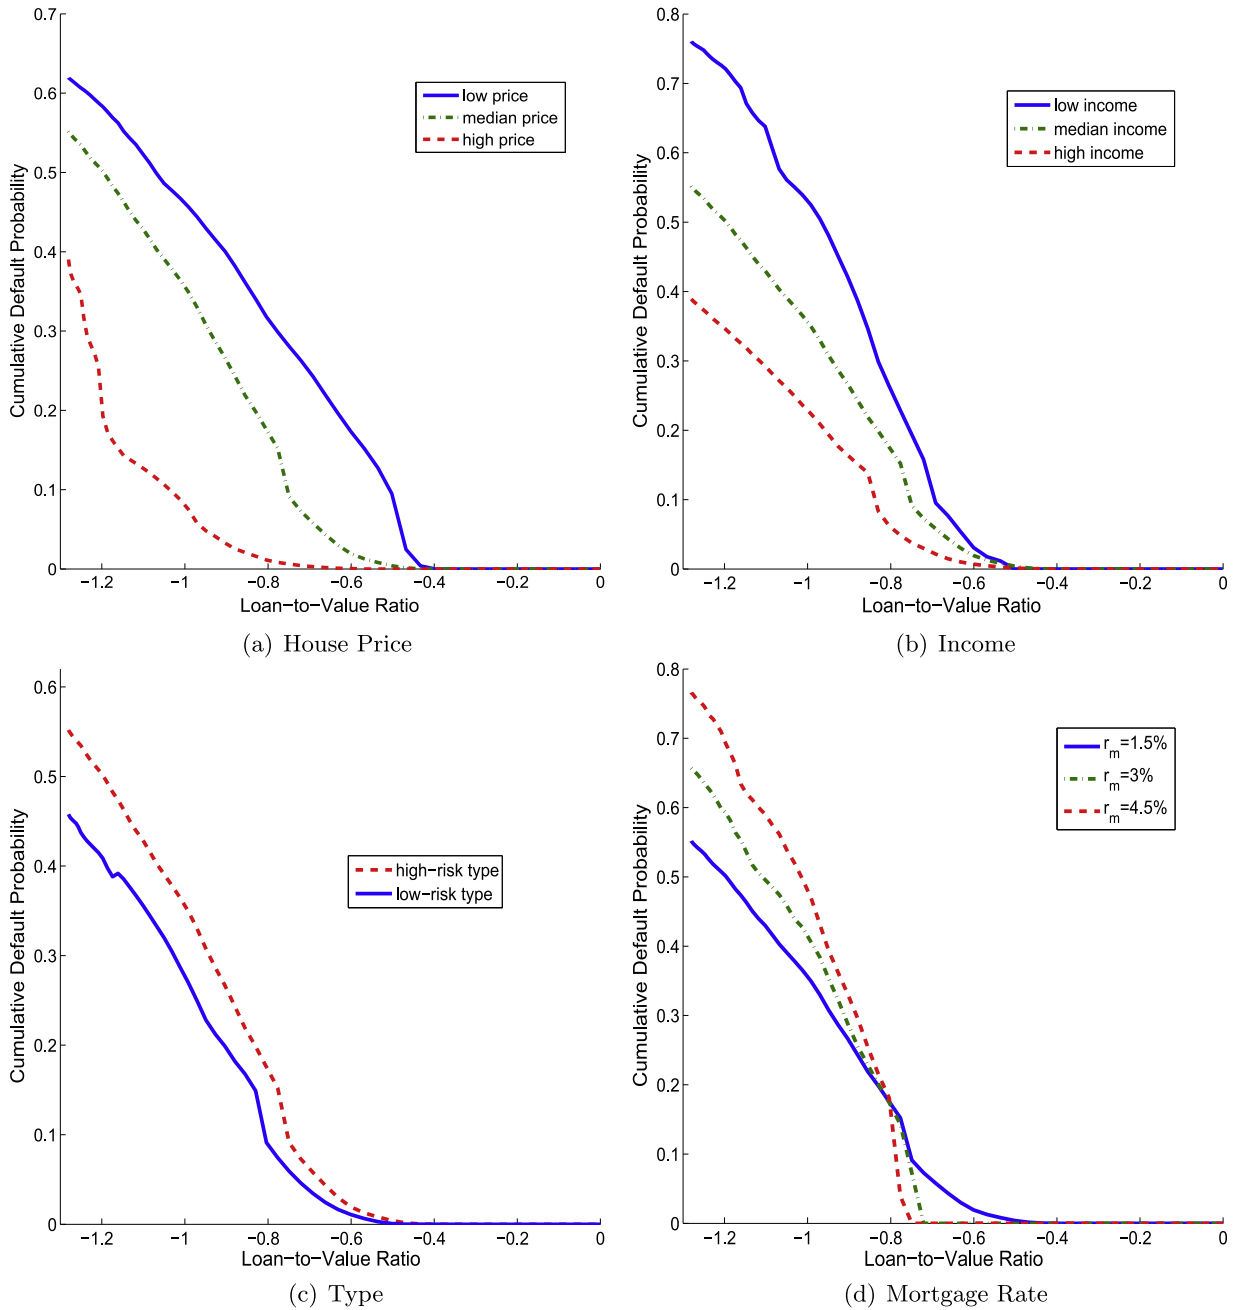 0.7
0.6
0.5
0.4
0.3
0.2
0.1
0
Cumulative Default Probability
low price
median price
high price
−1.2 −1 −0.8 −0.6 −0.4 −0.2 0
Loan−to−Value Ratio
(a) House Price
0.8
0.7
0.6
0.5
0.4
0.3
0.2
0.1
0
Cumulative Default Probability
low income
median income
high income
−1.2 −1 −0.8 −0.6 −0.4 −0.2 0
Loan−to−Value Ratio
(b) Income
0.6
0.5
0.4
0.3
0.2
0.1
0
Cumulative Default Probability
high−risk type
low−risk type
−1.2 −1 −0.8 −0.6 −0.4 −0.2 0
Loan−to−Value Ratio
(c) Type
0.8
0.7
0.6
0.5
0.4
0.3
0.2
0.1
0
Cumulative Default Probability
r_m=1.5%
r_m=3%
r_m=4.5%
−1.2 −1 −0.8 −0.6 −0.4 −0.2 0
Loan−to−Value Ratio
(d) Mortgage Rate